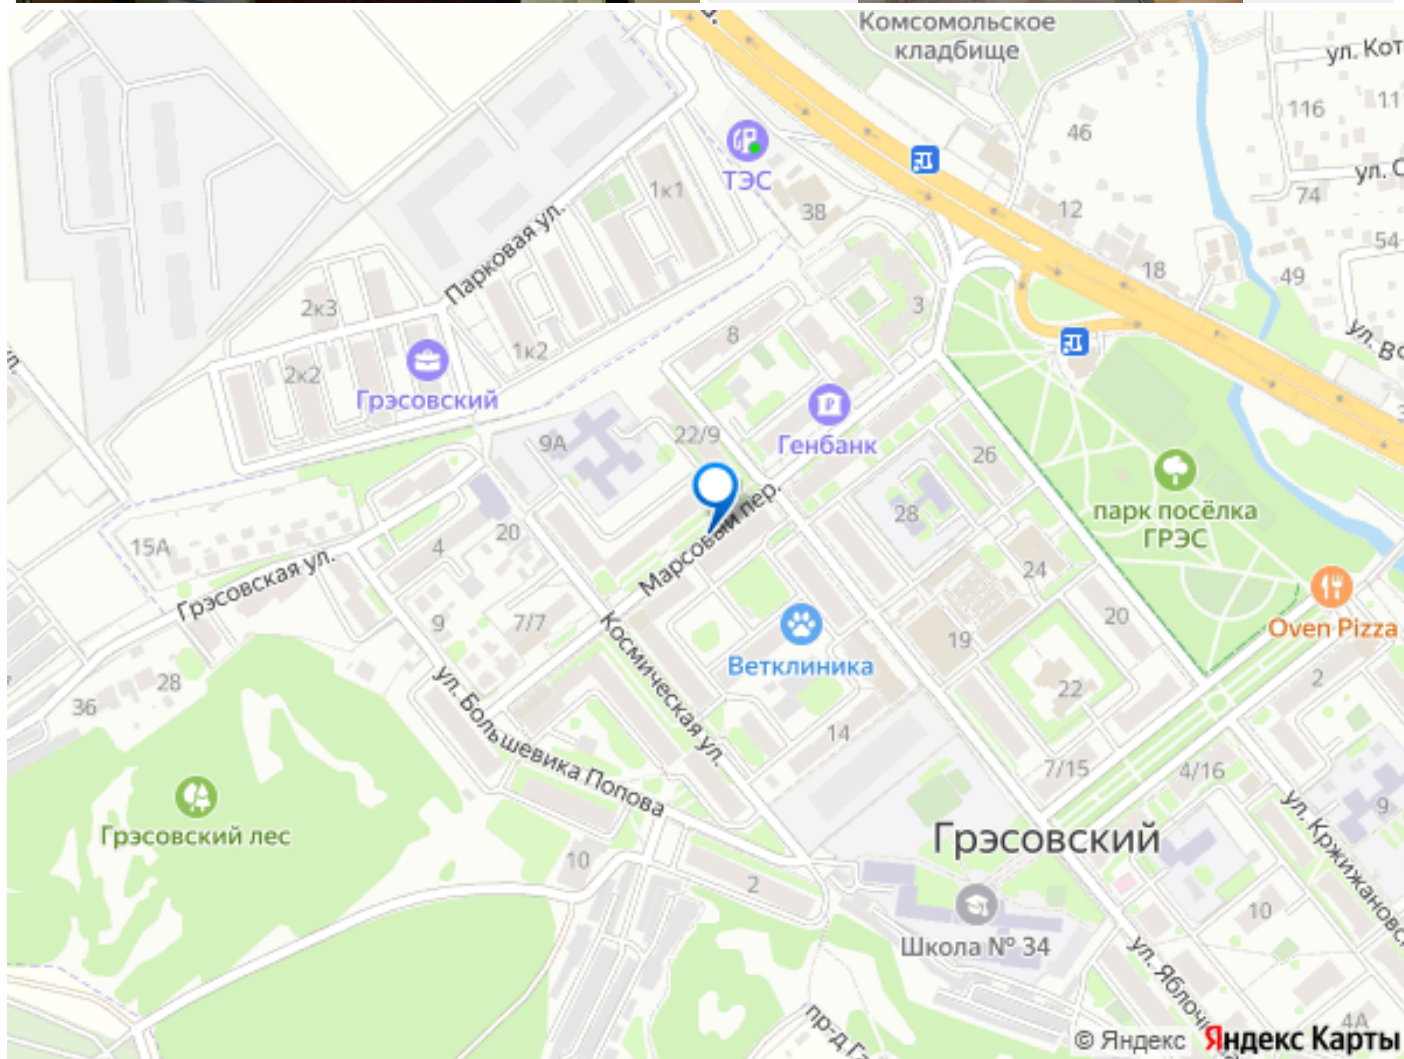 Комсомольское
кладбище
ул. Кот
116
11
46
ТЭС
1к1
ул. С
74
38
12
Парковая ул.
54
18
49
2к3
3
8
ул. Во
1к2
2к2
Грэсовский
Генбанк
22/9
9А
26
парк посёлка
ГРЭС
28
Марсовый пер.
20
15А
4
24
Грэсовская ул.
20
Oven Pizza
9
7/7
19
Ветклиника
Космическая ул.
2
28
22
36
ул. Большевика Попова
14
7/15
4/16
9
Грэсовский лес
Грэсовский
ул. Кржижановс
10
2
10
Школа № 34
ул. Яблоч
пр-д Га
4А
© Яндекс Яндекс Карты